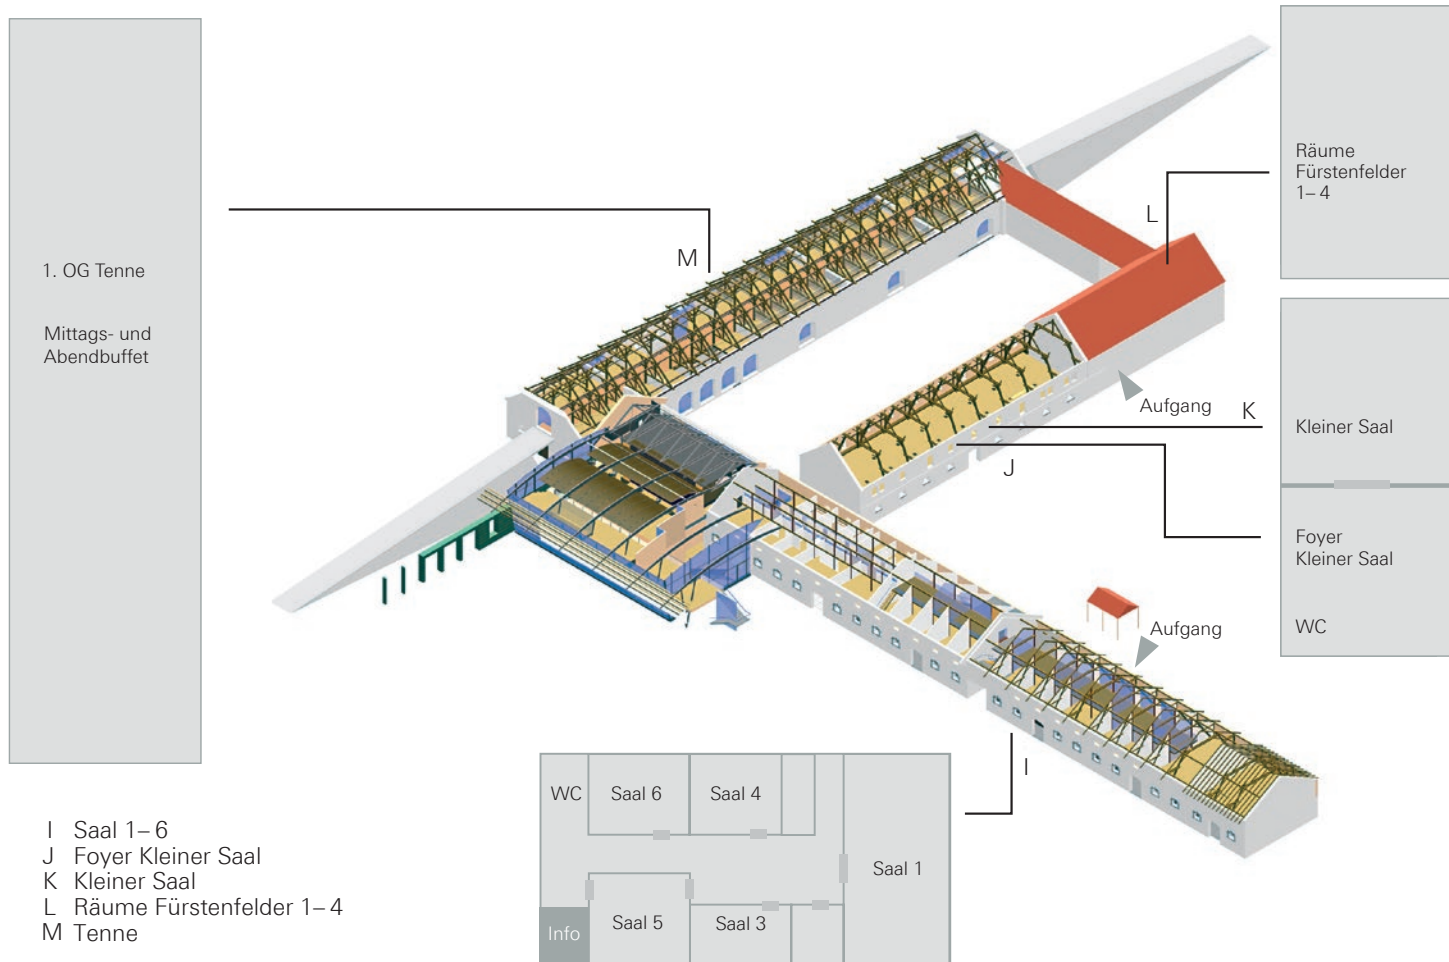 1. OG Tenne
Mittags- und
Abendbuffet
M
L
Räume
Fürstenfelder
1–4
Aufgang
K
Kleiner Saal
J
Foyer
Kleiner Saal
WC
Aufgang
I
WC
Saal 6
Saal 4
Saal 1
Info
Saal 5
Saal 3
I Saal 1–6
J Foyer Kleiner Saal
K Kleiner Saal
L Räume Fürstenfelder 1–4
M Tenne